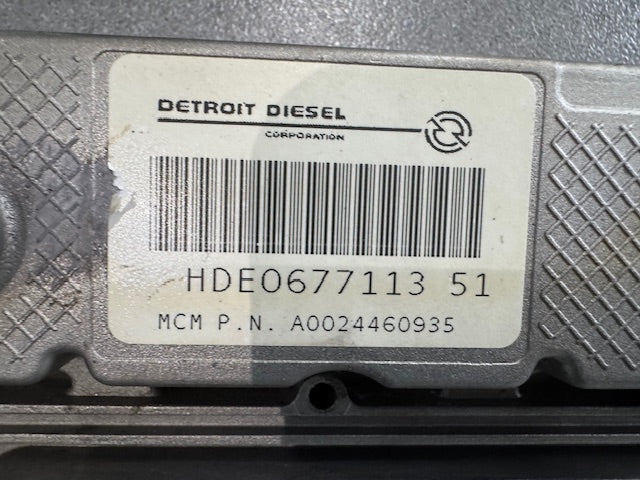 DETROIT DIESEL
CORPORATION
HDE0677113 51
MCM P.N. A0024460935